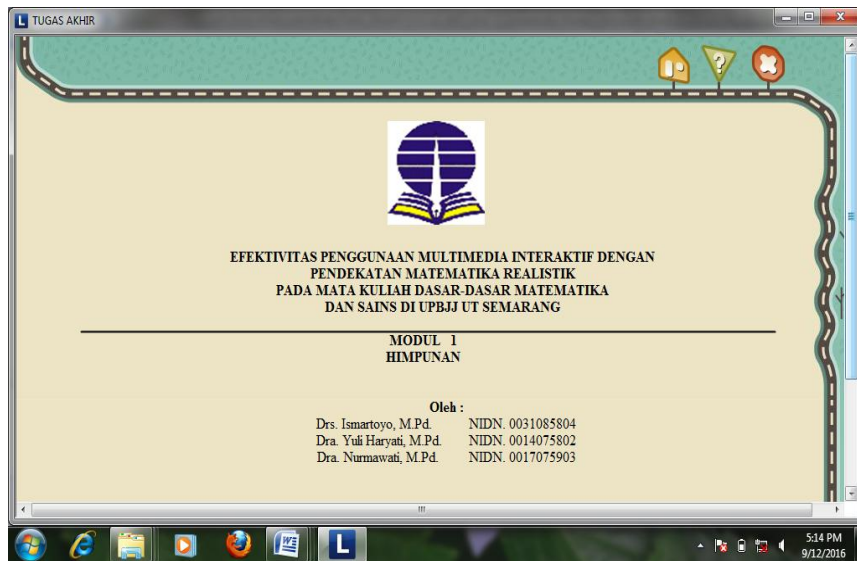 TUGAS AKHIR
EFEKTIVITAS PENGGUNAAN MULTIMEDIA INTERAKTIF DENGAN
PENDEKATAN MATEMATIKA REALISTIK
PADA MATA KULIAH DASAR-DASAR MATEMATIKA
DAN SAINS DI UPBJJ UT SEMARANG
MODUL 1
HIMPUNAN
Oleh :
Drs. Ismartoyo, M.Pd. NIDN. 0031085804
Dra. Yuli Haryati, M.Pd. NIDN. 0014075802
Dra. Nurmawati, M.Pd. NIDN. 0017075903
5:14 PM
9/12/2016